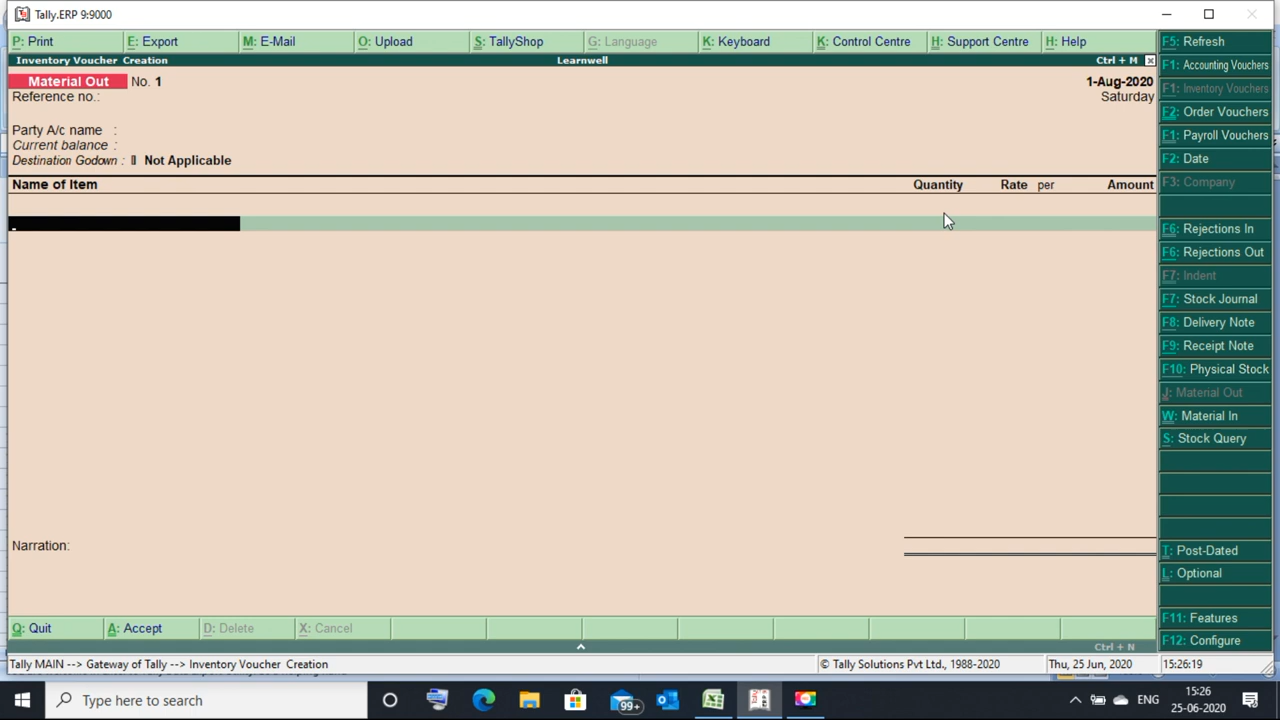 Tally.ERP 9:9000
P: Print E: Export M: E-Mail O: Upload S: TallyShop G: Language K: Keyboard K: Control Centre H: Support Centre H: Help
F5: Refresh
Inventory Voucher Creation Learnwell Ctrl + M
F1: Accounting Vouchers
Material Out No. 1 1-Aug-2020
F1: Inventory Vouchers
Reference no.: Saturday
F2: Order Vouchers
Party A/c name :
F1: Payroll Vouchers
Current balance :
Destination Godown : Not Applicable
F2: Date
Name of Item Quantity Rate per Amount
F3: Company
F6: Rejections In
F6: Rejections Out
F7: Indent
F7: Stock Journal
F8: Delivery Note
F9: Receipt Note
F10: Physical Stock
J: Material Out
W: Material In
S: Stock Query
Narration:
T: Post-Dated
L: Optional
F11: Features
Q: Quit A: Accept D: Delete X: Cancel
F12: Configure
Ctrl + N
Tally MAIN --> Gateway of Tally --> Inventory Voucher Creation © Tally Solutions Pvt Ltd., 1988-2020 Thu, 25 Jun, 2020 15:26:19
Type here to search 99+ ENG 15:26
25-06-2020